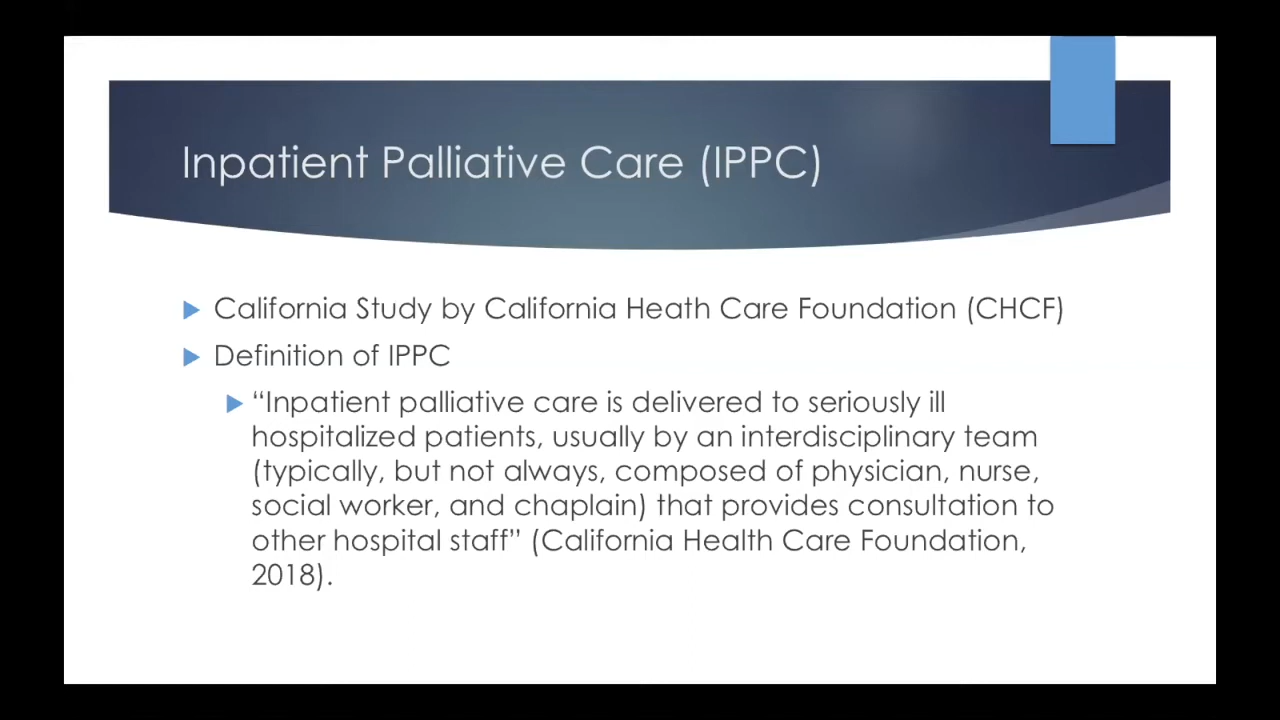 Inpatient Palliative Care (IPPC)
California Study by California Heath Care Foundation (CHCF)
Definition of IPPC
“Inpatient palliative care is delivered to seriously ill
hospitalized patients, usually by an interdisciplinary team
(typically, but not always, composed of physician, nurse,
social worker, and chaplain) that provides consultation to
other hospital staff” (California Health Care Foundation,
2018).